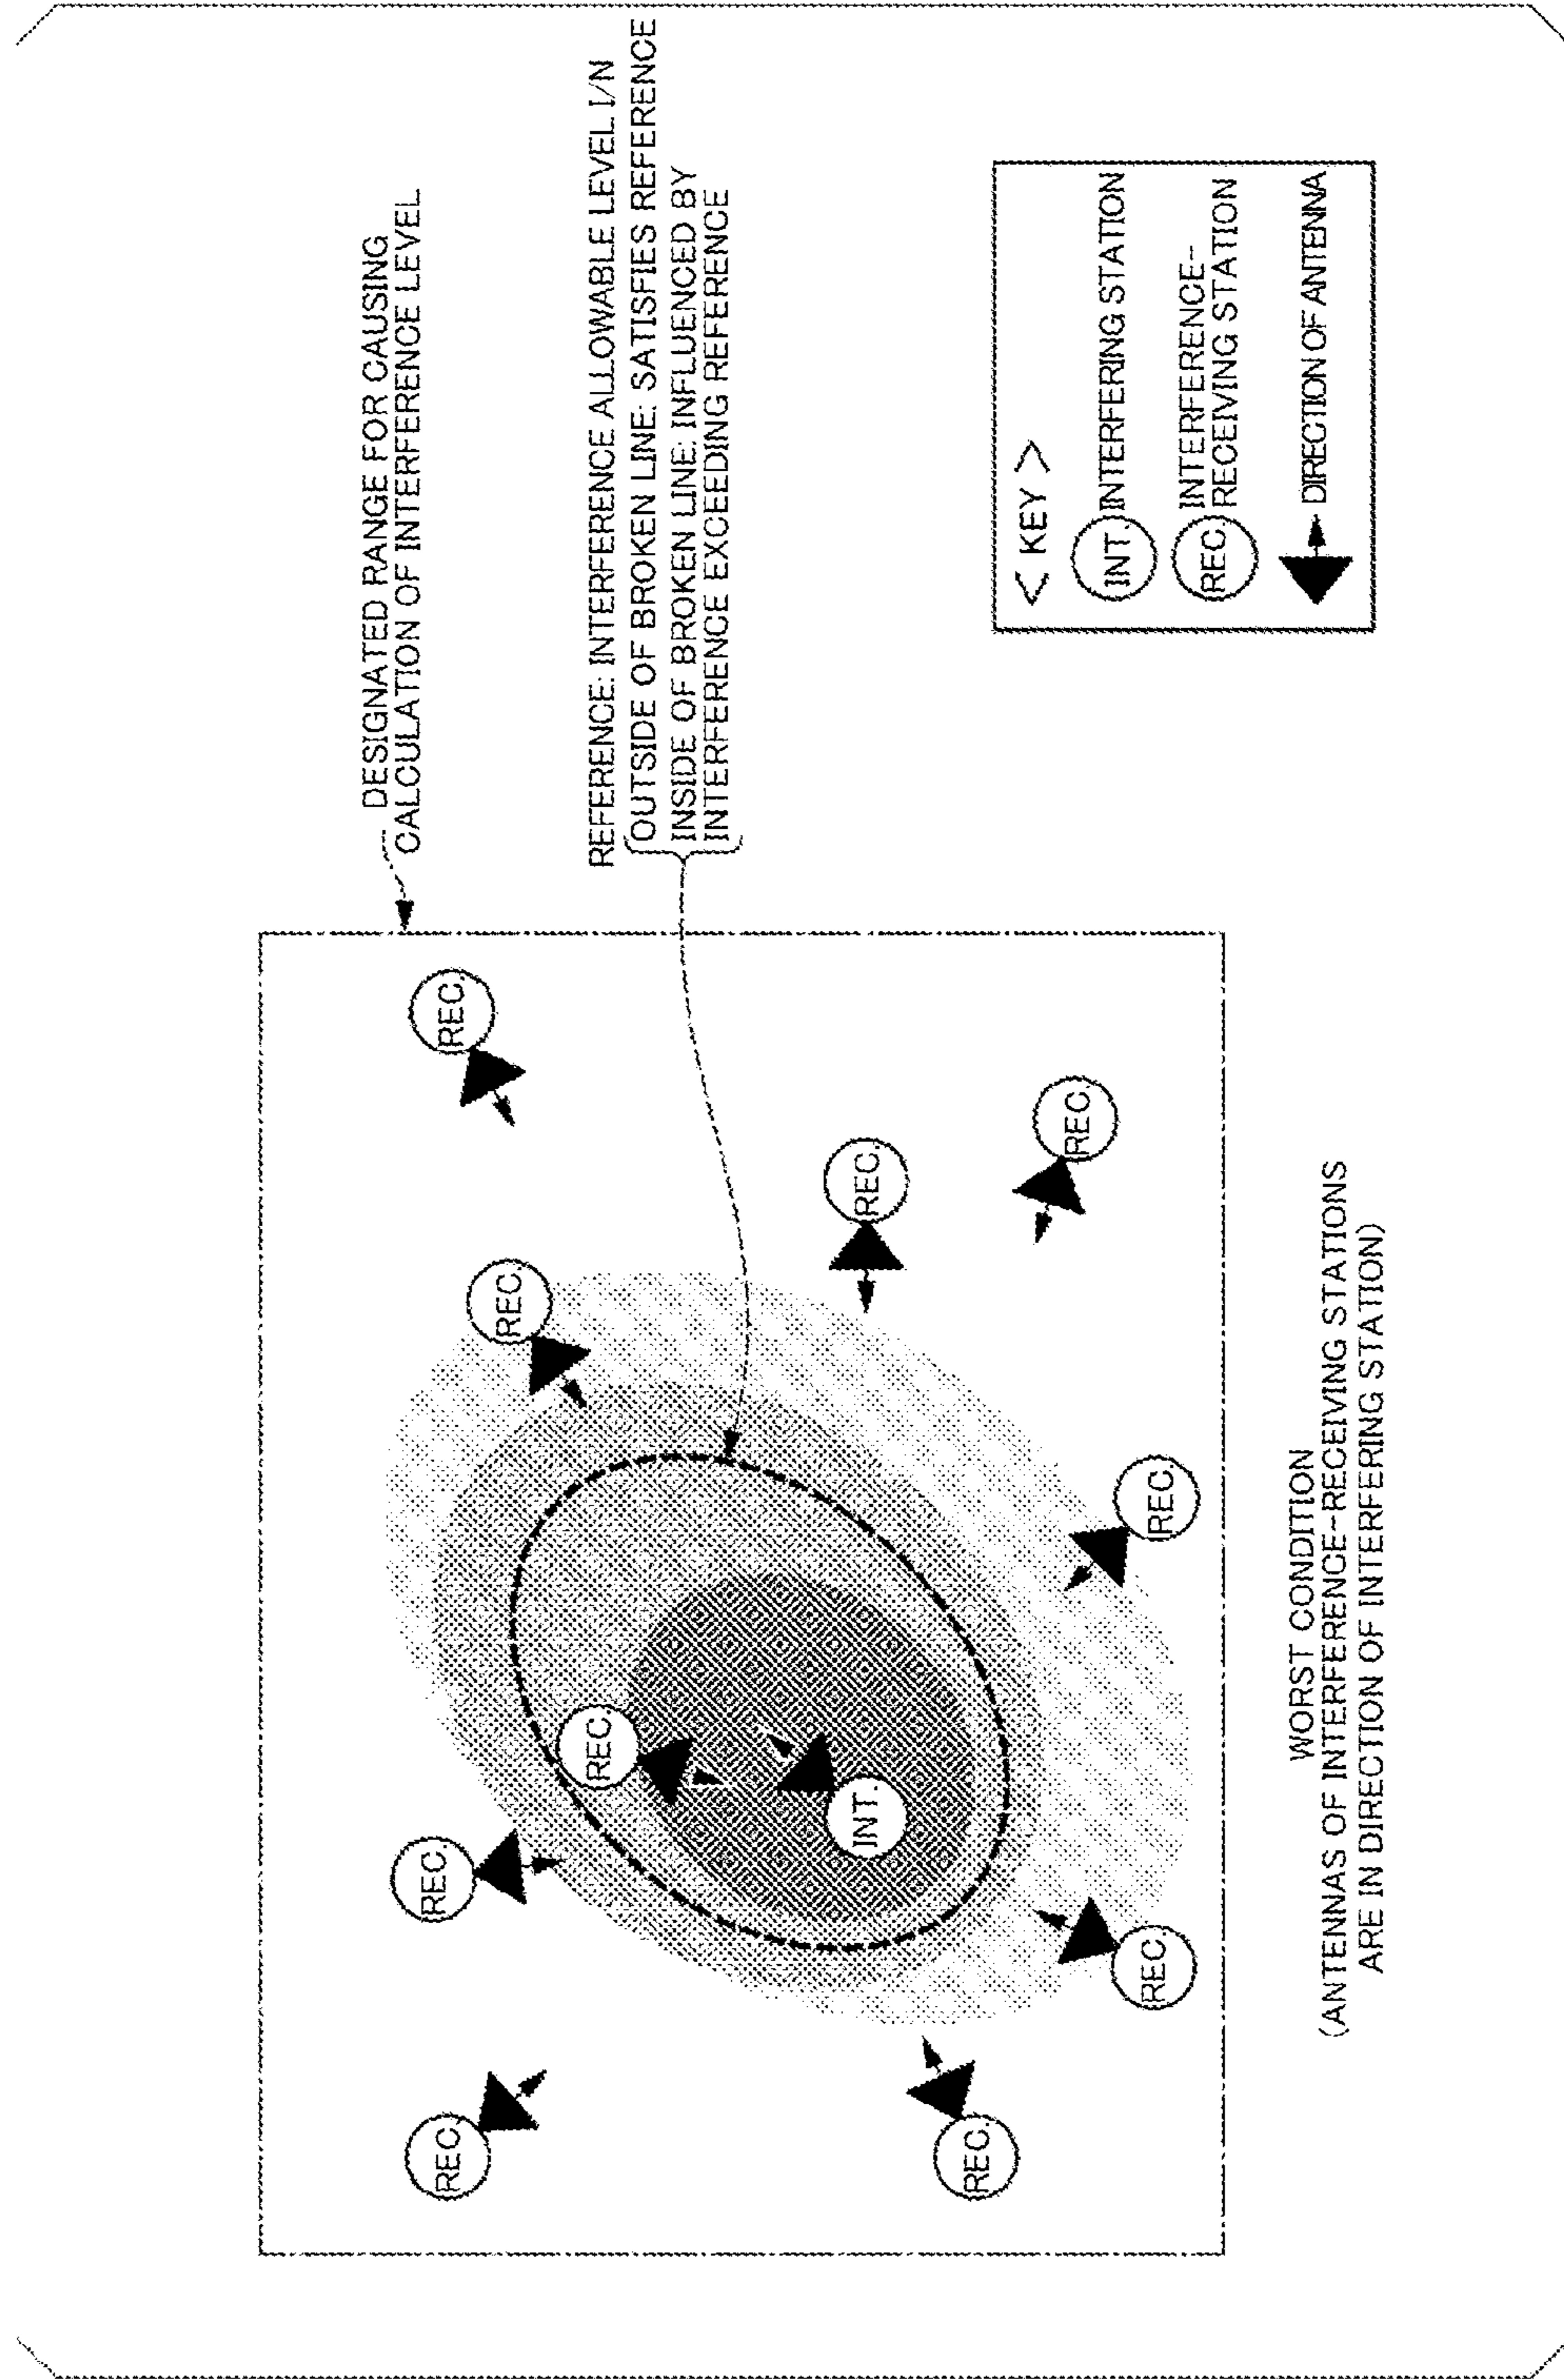 DESIGNATED RANGE FOR CAUSING
CALCULATION OF INTERFERENCE LEVEL
REFERENCE: INTERFERENCE ALLOWABLE LEVEL I/N
OUTSIDE OF BROKEN LINE: SATISFIES REFERENCE
INSIDE OF BROKEN LINE: INFLUENCED BY
INTERFERENCE EXCEEDING REFERENCE
REC.
REC.
REC.
REC.
REC.
REC.
INT.
REC.
REC.
REC.
REC.
< KEY >
INT. INTERFERING STATION
REC. INTERFERENCE-
RECEIVING STATION
DIRECTION OF ANTENNA
WORST CONDITION
(ANTENNAS OF INTERFERENCE-RECEIVING STATIONS
ARE IN DIRECTION OF INTERFERING STATION)